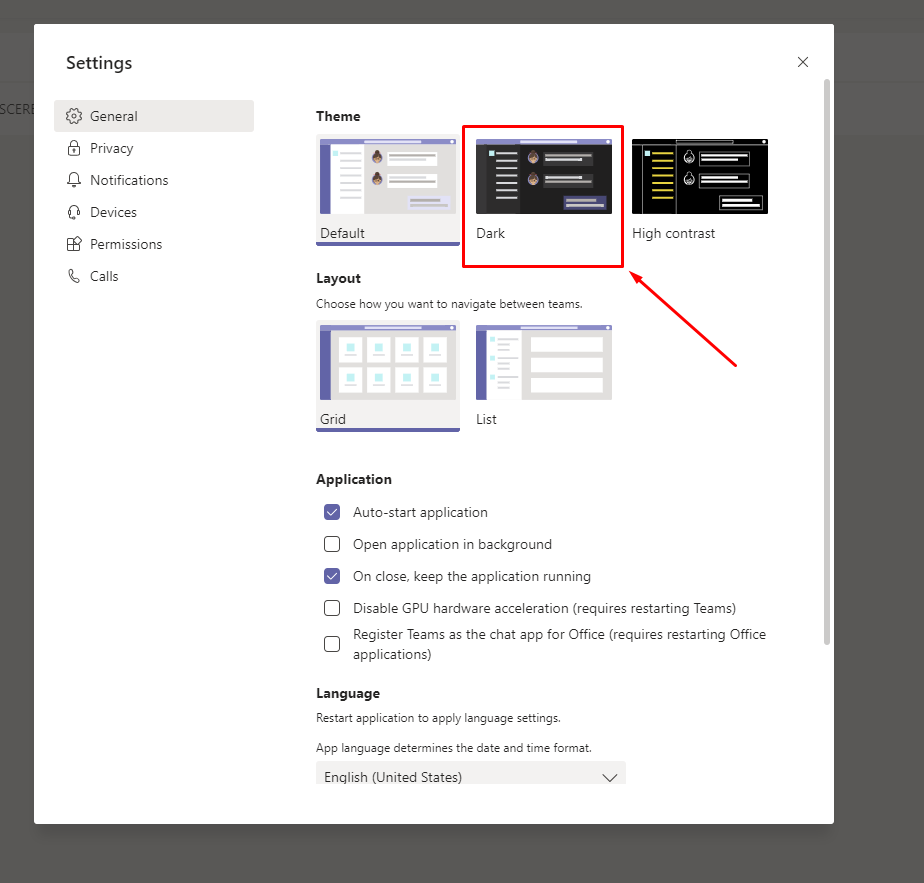 Settings
SCERE
General
Privacy
Notifications
Devices
Permissions
Calls
Theme
Default
Dark
High contrast
Layout
Choose how you want to navigate between teams.
Grid
List
Application
Auto-start application
Open application in background
On close, keep the application running
Disable GPU hardware acceleration (requires restarting Teams)
Register Teams as the chat app for Office (requires restarting Office
applications)
Language
Restart application to apply language settings.
App language determines the date and time format.
English (United States)